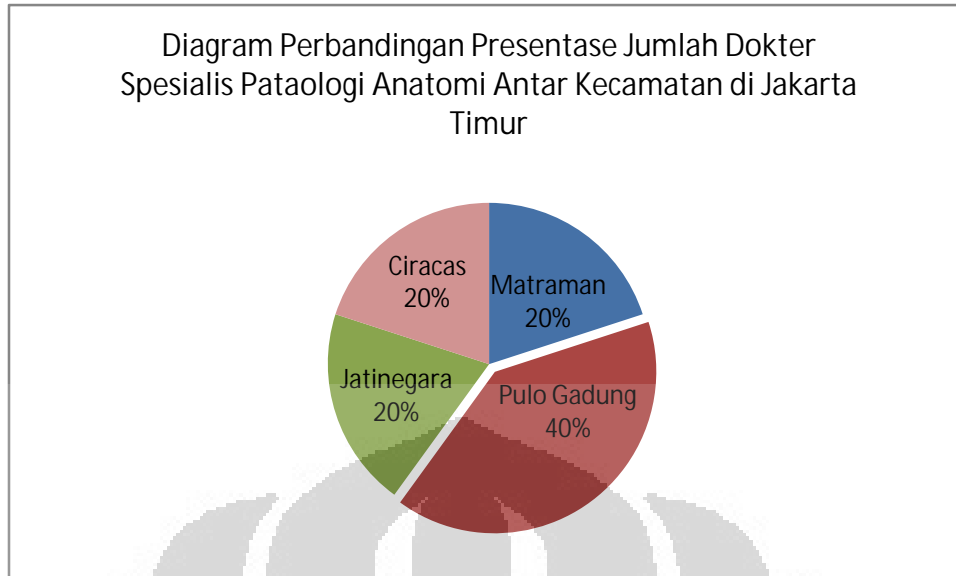 Diagram Perbandingan Presentase Jumlah Dokter
Spesialis Pataologi Anatomi Antar Kecamatan di Jakarta
Timur
Ciracas
20%
Matraman
20%
Jatinegara
20%
Pulo Gadung
40%